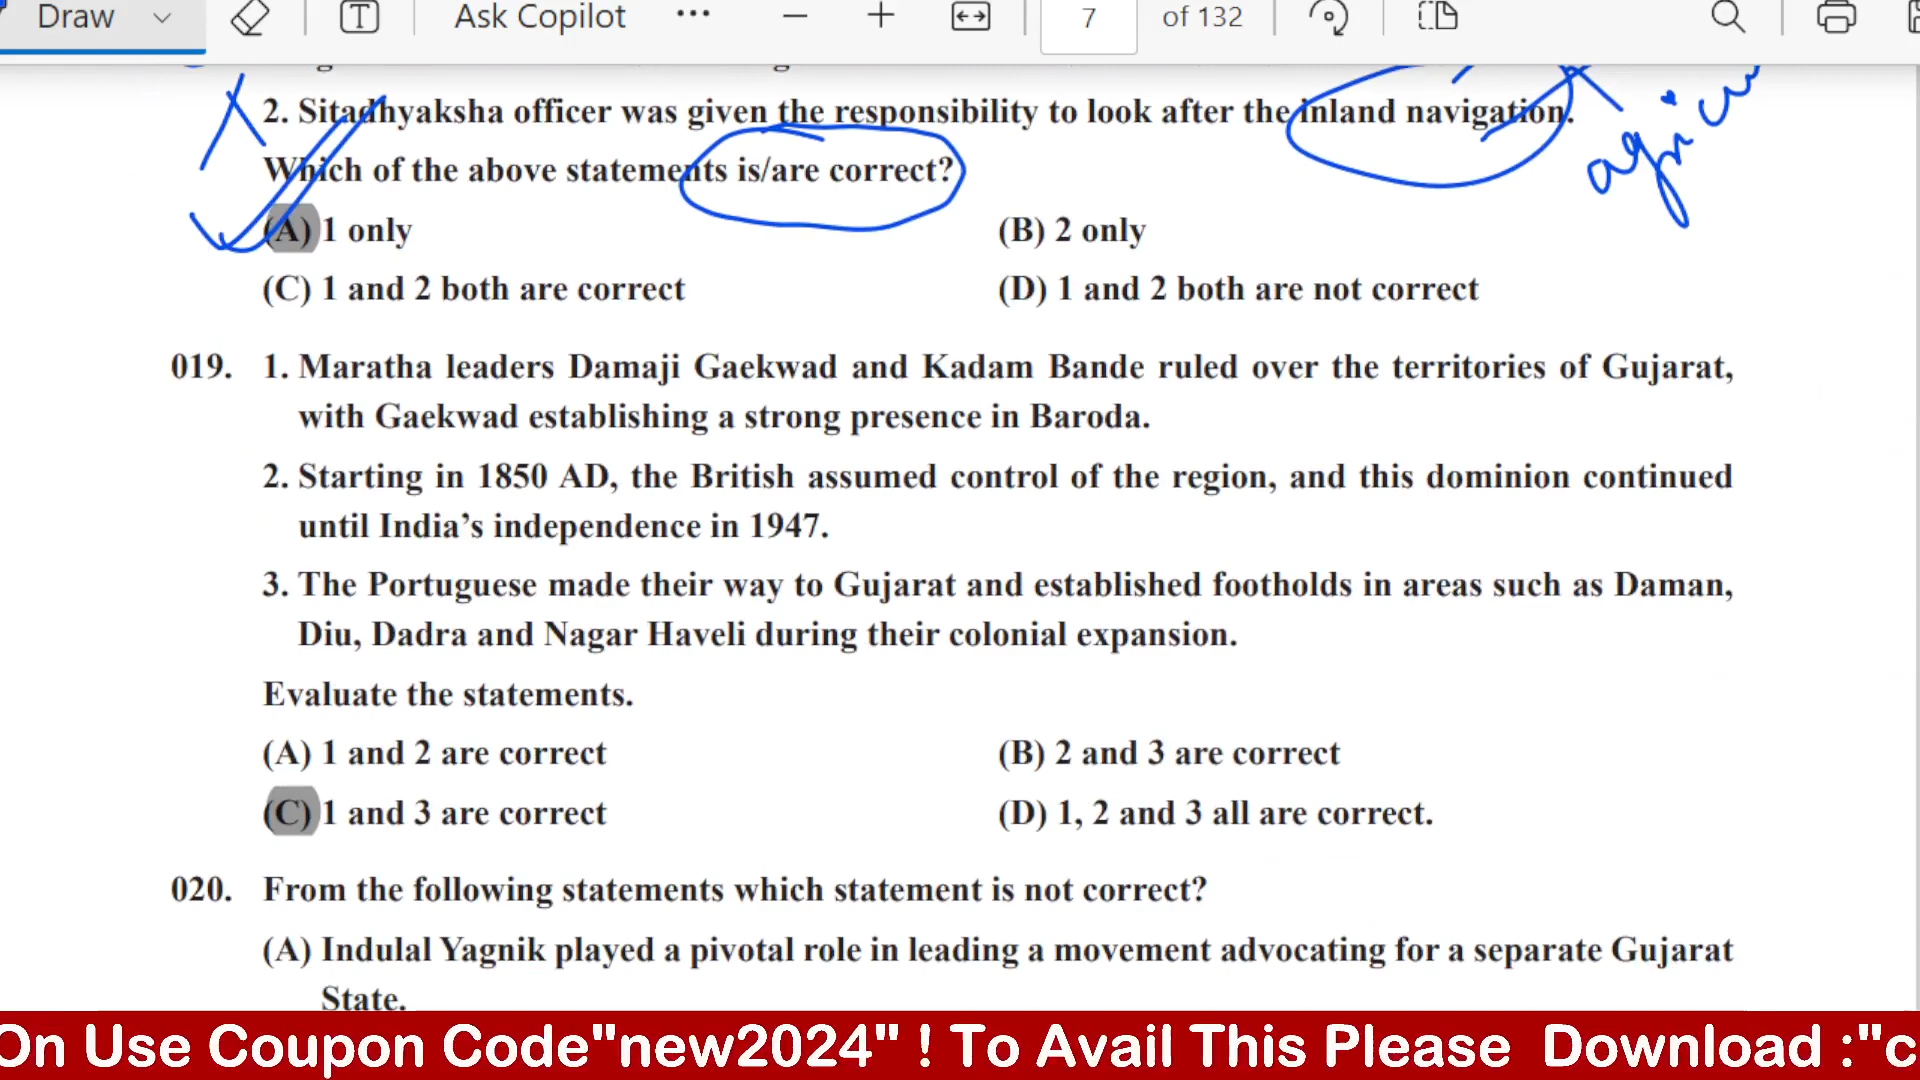 Draw
Ask Copilot
7 of 132
2. Sitadhyaksha officer was given the responsibility to look after the inland navigation.
Which of the above statements is/are correct?
(A) 1 only
(B) 2 only
(C) 1 and 2 both are correct
(D) 1 and 2 both are not correct
019. 1. Maratha leaders Damaji Gaekwad and Kadam Bande ruled over the territories of Gujarat,
with Gaekwad establishing a strong presence in Baroda.
2. Starting in 1850 AD, the British assumed control of the region, and this dominion continued
until India's independence in 1947.
3. The Portuguese made their way to Gujarat and established footholds in areas such as Daman,
Diu, Dadra and Nagar Haveli during their colonial expansion.
Evaluate the statements.
(A) 1 and 2 are correct
(B) 2 and 3 are correct
(C) 1 and 3 are correct
(D) 1, 2 and 3 all are correct.
020. From the following statements which statement is not correct?
(A) Indulal Yagnik played a pivotal role in leading a movement advocating for a separate Gujarat
State.
On Use Coupon Code"new2024" ! To Avail This Please Download :"c